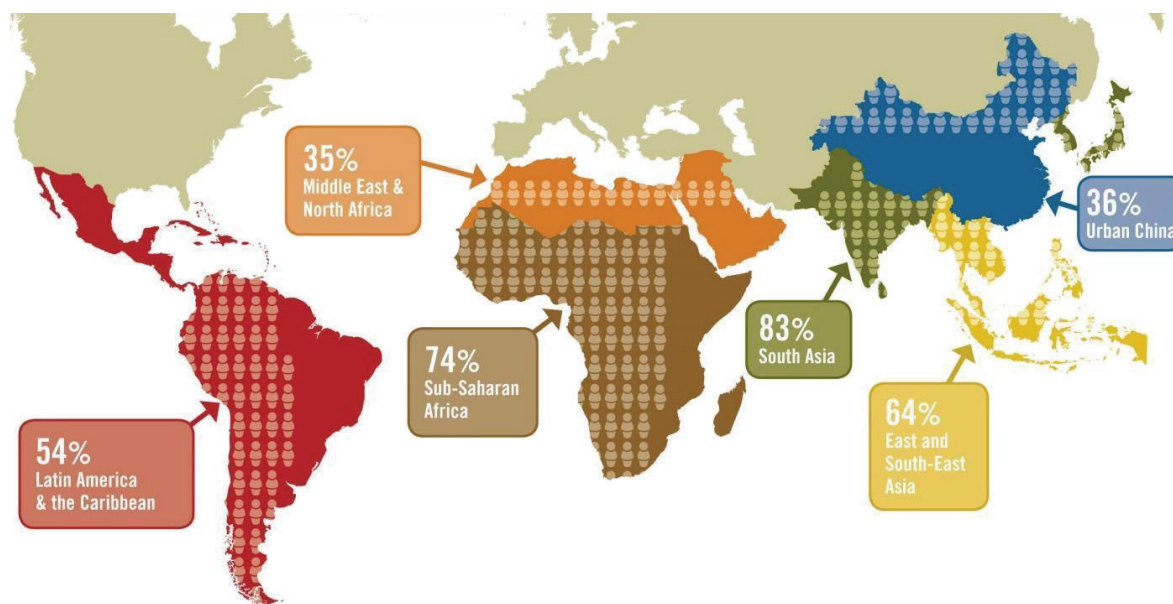 35%
Middle East &
North Africa
36%
Urban China
83%
South Asia
74%
Sub-Saharan
Africa
64%
East and
South-East
Asia
54%
Latin America
& the Caribbean